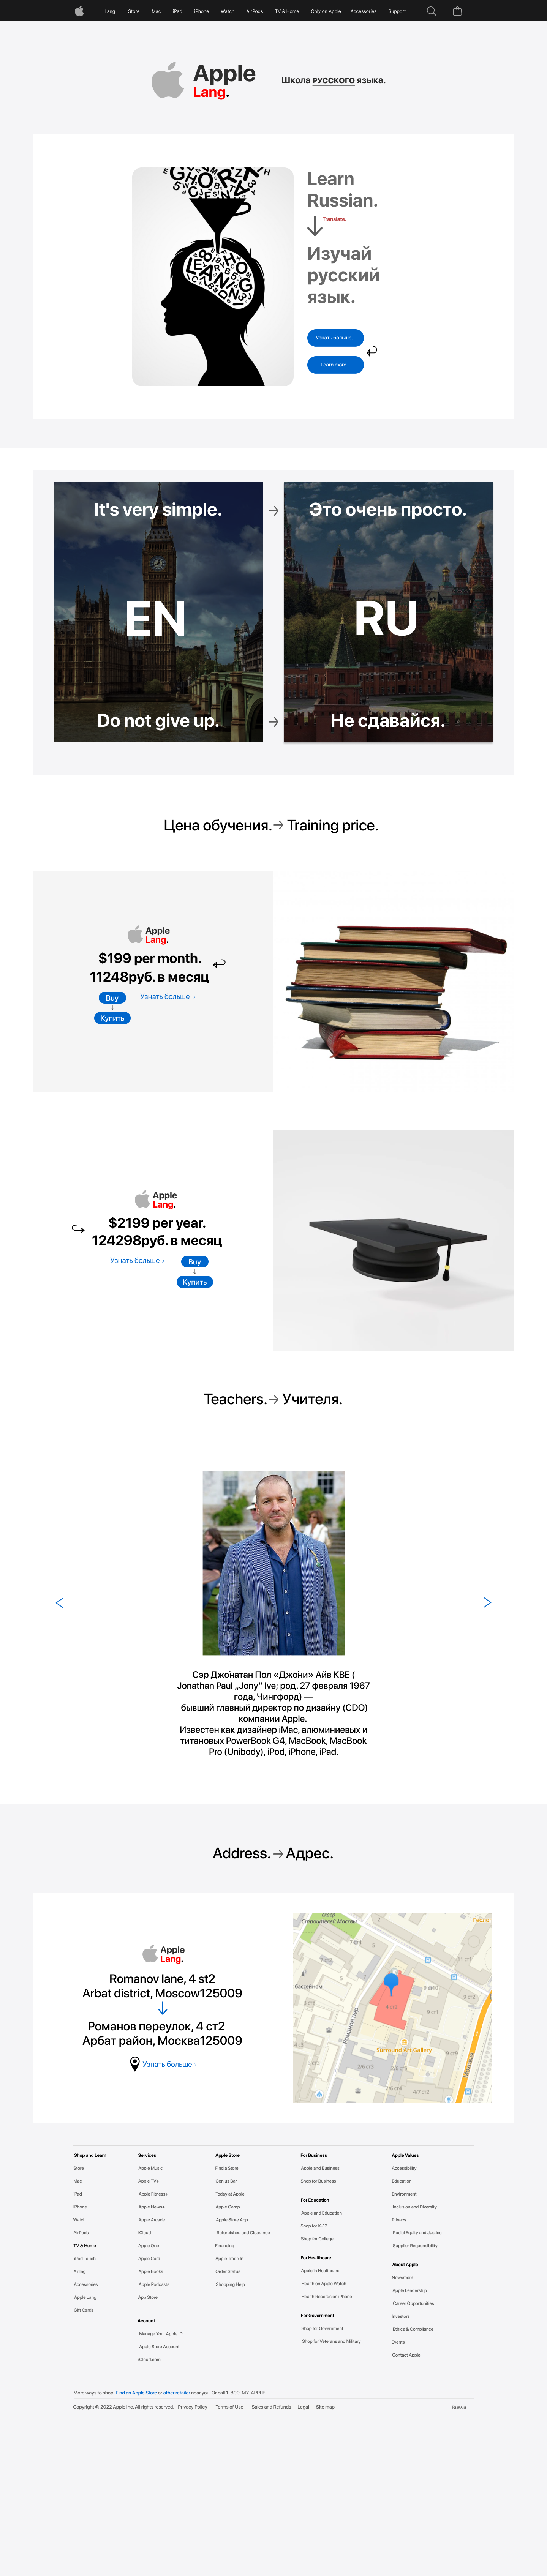 Lang Store Mac iPad iPhone Watch AirPods TV & Home Only on Apple Accessories Support
Apple
Lang.
Школа русского языка.
Learn
Russian.
Translate.
Изучай
русский
язык.
Узнать больше...
Learn more...
It's very simple.
EN
Do not give up.
Это очень просто.
RU
Не сдавайся.
Цена обучения. Training price.
Apple
Lang.
$199 per month.
11248руб. в месяц
Buy
Узнать больше
Купить
Apple
Lang.
$2199 per year.
124298руб. в месяц
Узнать больше
Buy
Купить
Teachers. Учителя.
Сэр Джо́натан Пол «Джо́ни» Айв KBE (
Jonathan Paul „Jony“ Ive; род. 27 февраля 1967
года, Чингфорд) —
бывший главный директор по дизайну (CDO)
компании Apple.
Известен как дизайнер iMac, алюминиевых и
титановых PowerBook G4, MacBook, MacBook
Pro (Unibody), iPod, iPhone, iPad.
Address. Адрес.
Apple
Lang.
Romanov lane, 4 st2
Arbat district, Moscow125009
Романов переулок, 4 ст2
Арбат район, Москва125009
Узнать больше
Строителей Москвы
бассейном
Романов пер.
Surround Art Gallery
Shop and Learn
Store
Mac
iPad
iPhone
Watch
AirPods
TV & Home
iPod Touch
AirTag
Accessories
Apple Lang
Gift Cards
Services
Apple Music
Apple TV+
Apple Fitness+
Apple News+
Apple Arcade
iCloud
Apple One
Apple Card
Apple Books
Apple Podcasts
App Store
Account
Manage Your Apple ID
Apple Store Account
iCloud.com
Apple Store
Find a Store
Genius Bar
Today at Apple
Apple Camp
Apple Store App
Refurbished and Clearance
Financing
Apple Trade In
Order Status
Shopping Help
For Business
Apple and Business
Shop for Business
For Education
Apple and Education
Shop for K-12
Shop for College
For Healthcare
Apple in Healthcare
Health on Apple Watch
Health Records on iPhone
For Government
Shop for Government
Shop for Veterans and Military
Apple Values
Accessibility
Education
Environment
Inclusion and Diversity
Privacy
Racial Equity and Justice
Supplier Responsibility
About Apple
Newsroom
Apple Leadership
Career Opportunities
Investors
Ethics & Compliance
Events
Contact Apple
More ways to shop: Find an Apple Store or other retailer near you. Or call 1-800-MY-APPLE.
Copyright © 2022 Apple Inc. All rights reserved. Privacy Policy Terms of Use Sales and Refunds Legal Site map Russia